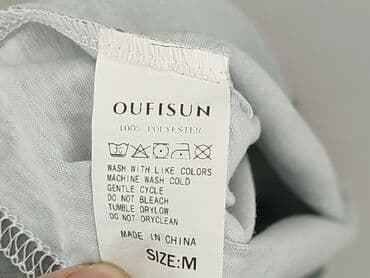 OUFISUN
100% POLYESTER
30
WASH WITH LIKE COLORS
MACHINE WASH COLD
GENTLE CYCLE
DO NOT BLEACH
TUMBLE DRYLOW
DO NOT DRYCLEAN
MADE IN CHINA
SIZE:M